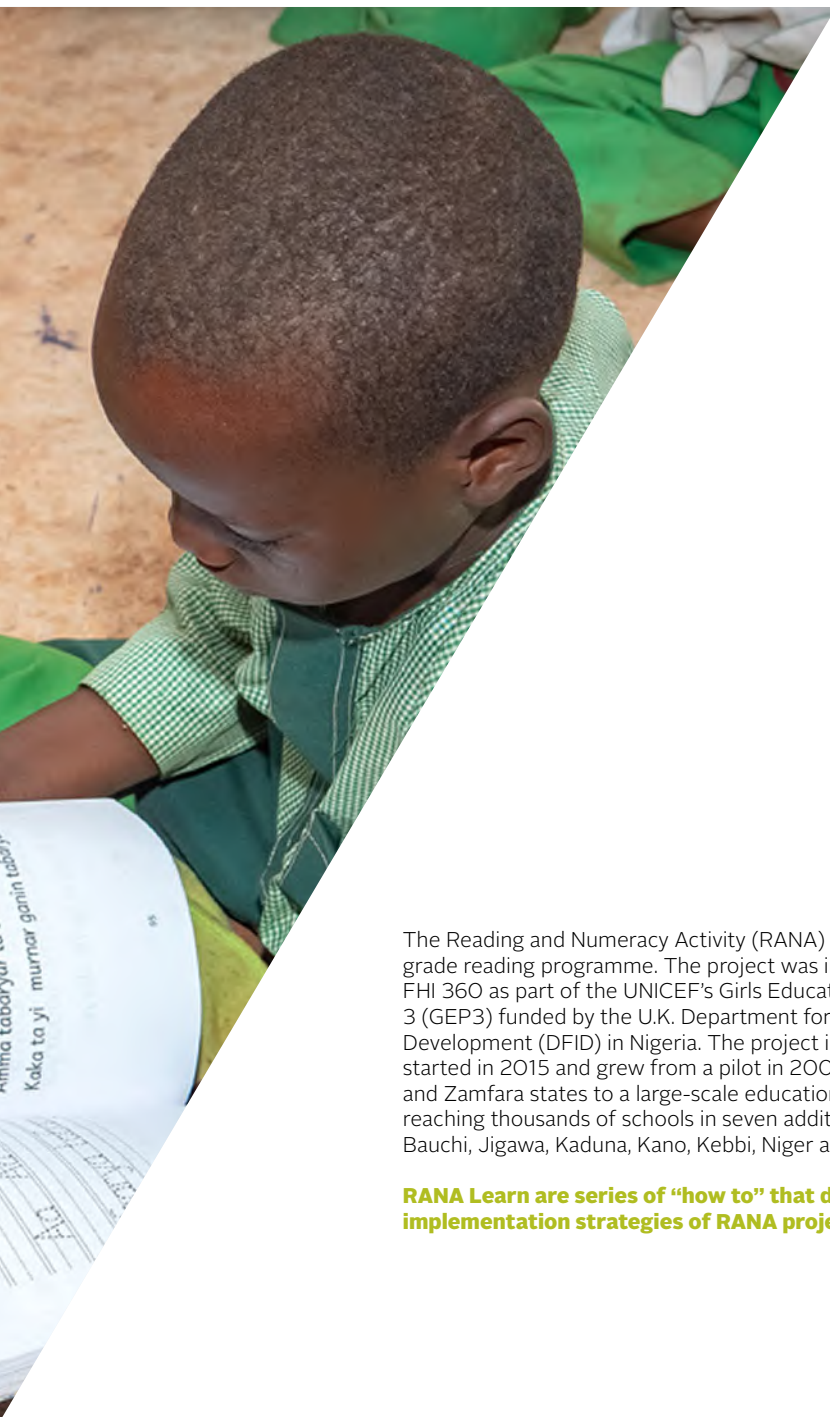 Amma tabaryar
Kaka ta yi murnar ganin
The Reading and Numeracy Activity (RANA)
grade reading programme. The project was i
FHI 360 as part of the UNICEF's Girls Educat
3 (GEP3) funded by the U.K. Department for
Development (DFID) in Nigeria. The project i
started in 2015 and grew from a pilot in 200
and Zamfara states to a large-scale education
reaching thousands of schools in seven addit
Bauchi, Jigawa, Kaduna, Kano, Kebbi, Niger a
RANA Learn are series of “how to” that d
implementation strategies of RANA proje